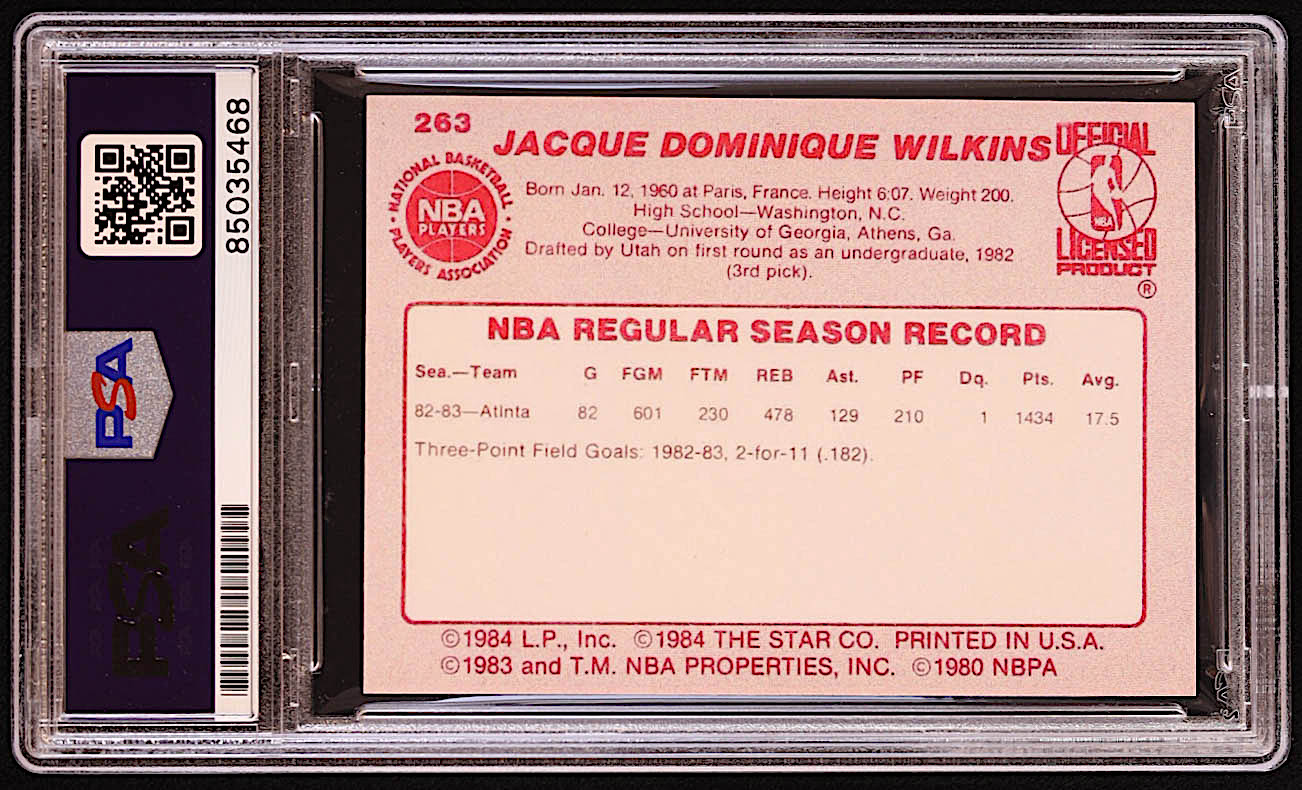 85035468
PSA
PSA
263
JACQUE DOMINIQUE WILKINS
OFFICIAL
NBA
LICENSED
PRODUCT
®
NATIONAL BASKETBALL
NBA
PLAYERS
PLAYERS ASSOCIATION
Born Jan. 12, 1960 at Paris, France. Height 6:07. Weight 200.
High School—Washington, N.C.
College—University of Georgia, Athens, Ga.
Drafted by Utah on first round as an undergraduate, 1982
(3rd pick).
NBA REGULAR SEASON RECORD
Sea.—Team G FGM FTM REB Ast. PF Dq. Pts. Avg.
82-83—Atlnta 82 601 230 478 129 210 1 1434 17.5
Three-Point Field Goals: 1982-83, 2-for-11 (.182).
©1984 L.P., Inc. ©1984 THE STAR CO. PRINTED IN U.S.A.
©1983 and T.M. NBA PROPERTIES, INC. ©1980 NBPA